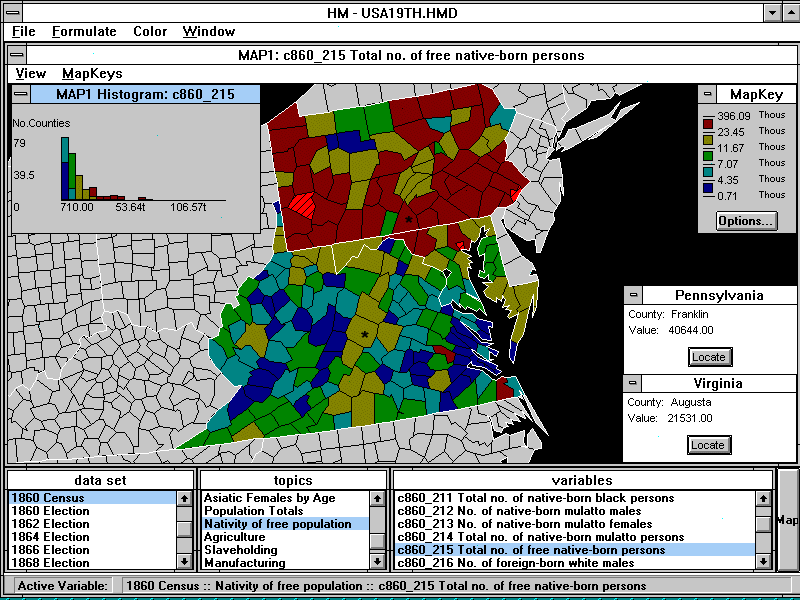 HM - USA19TH.HMD
File Formulate Color Window
MAP1: c860_215 Total no. of free native-born persons
View MapKeys
MAP1 Histogram: c860_215
No.Counties
79
39.5
0
710.00 53.64t 106.57t
MapKey
396.09 Thous
23.45 Thous
11.67 Thous
7.07 Thous
4.35 Thous
0.71 Thous
Options...
Pennsylvania
County: Franklin
Value: 40644.00
Locate
Virginia
County: Augusta
Value: 21531.00
Locate
data set
1860 Census
1860 Election
1862 Election
1864 Election
1866 Election
1868 Election
topics
Asiatic Females by Age
Population Totals
Nativity of free population
Agriculture
Slaveholding
Manufacturing
variables
c860_211 Total no. of native-born black persons
c860_212 No. of native-born mulatto males
c860_213 No. of native-born mulatto females
c860_214 Total no. of native-born mulatto persons
c860_215 Total no. of free native-born persons
c860_216 No. of foreign-born white males
Map
Active Variable: 1860 Census :: Nativity of free population :: c860_215 Total no. of free native-born persons